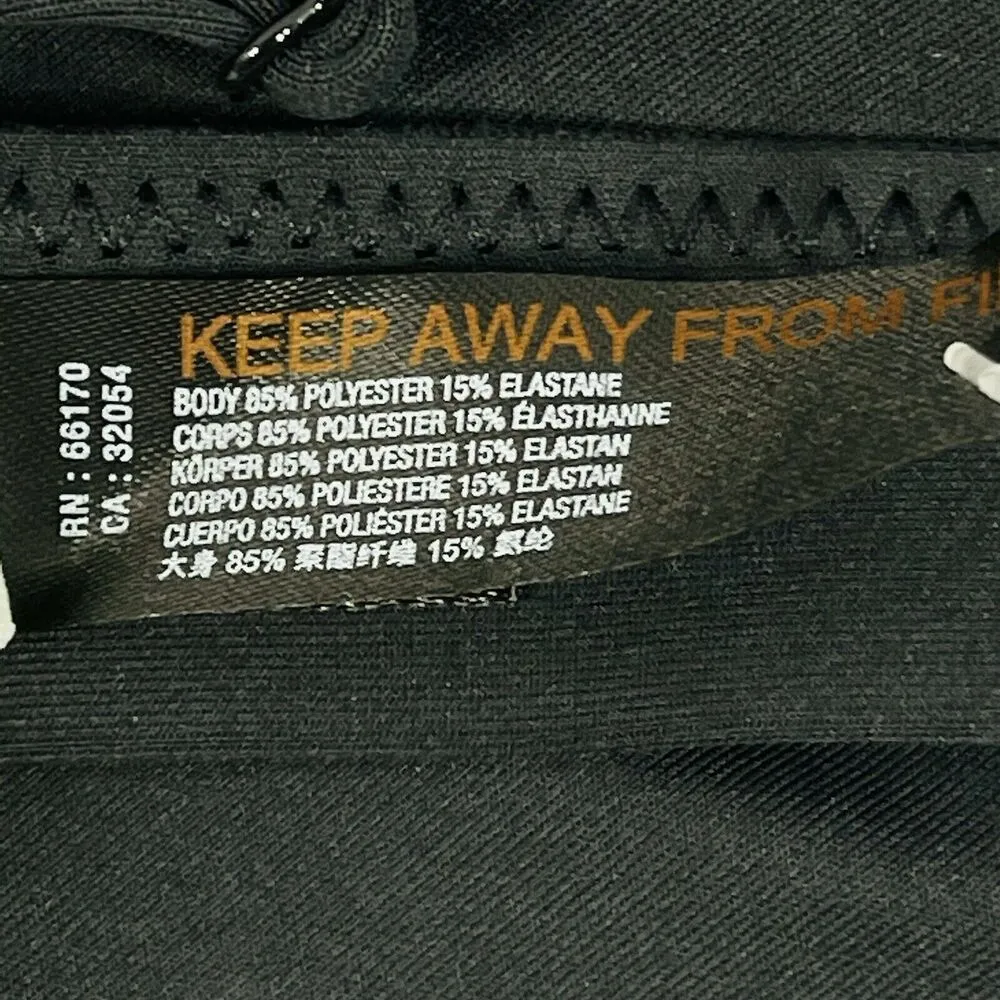 KEEP AWAY FROM FI
RN : 66170
CA : 32054
BODY 85% POLYESTER 15% ELASTANE
CORPS 85% POLYESTER 15% ÉLASTHANNE
KÖRPER 85% POLYESTER 15% ELASTAN
CORPO 85% POLIESTERE 15% ELASTAN
CUERPO 85% POLIÉSTER 15% ELASTANE
大身 85% 聚酯纤维 15% 氨纶